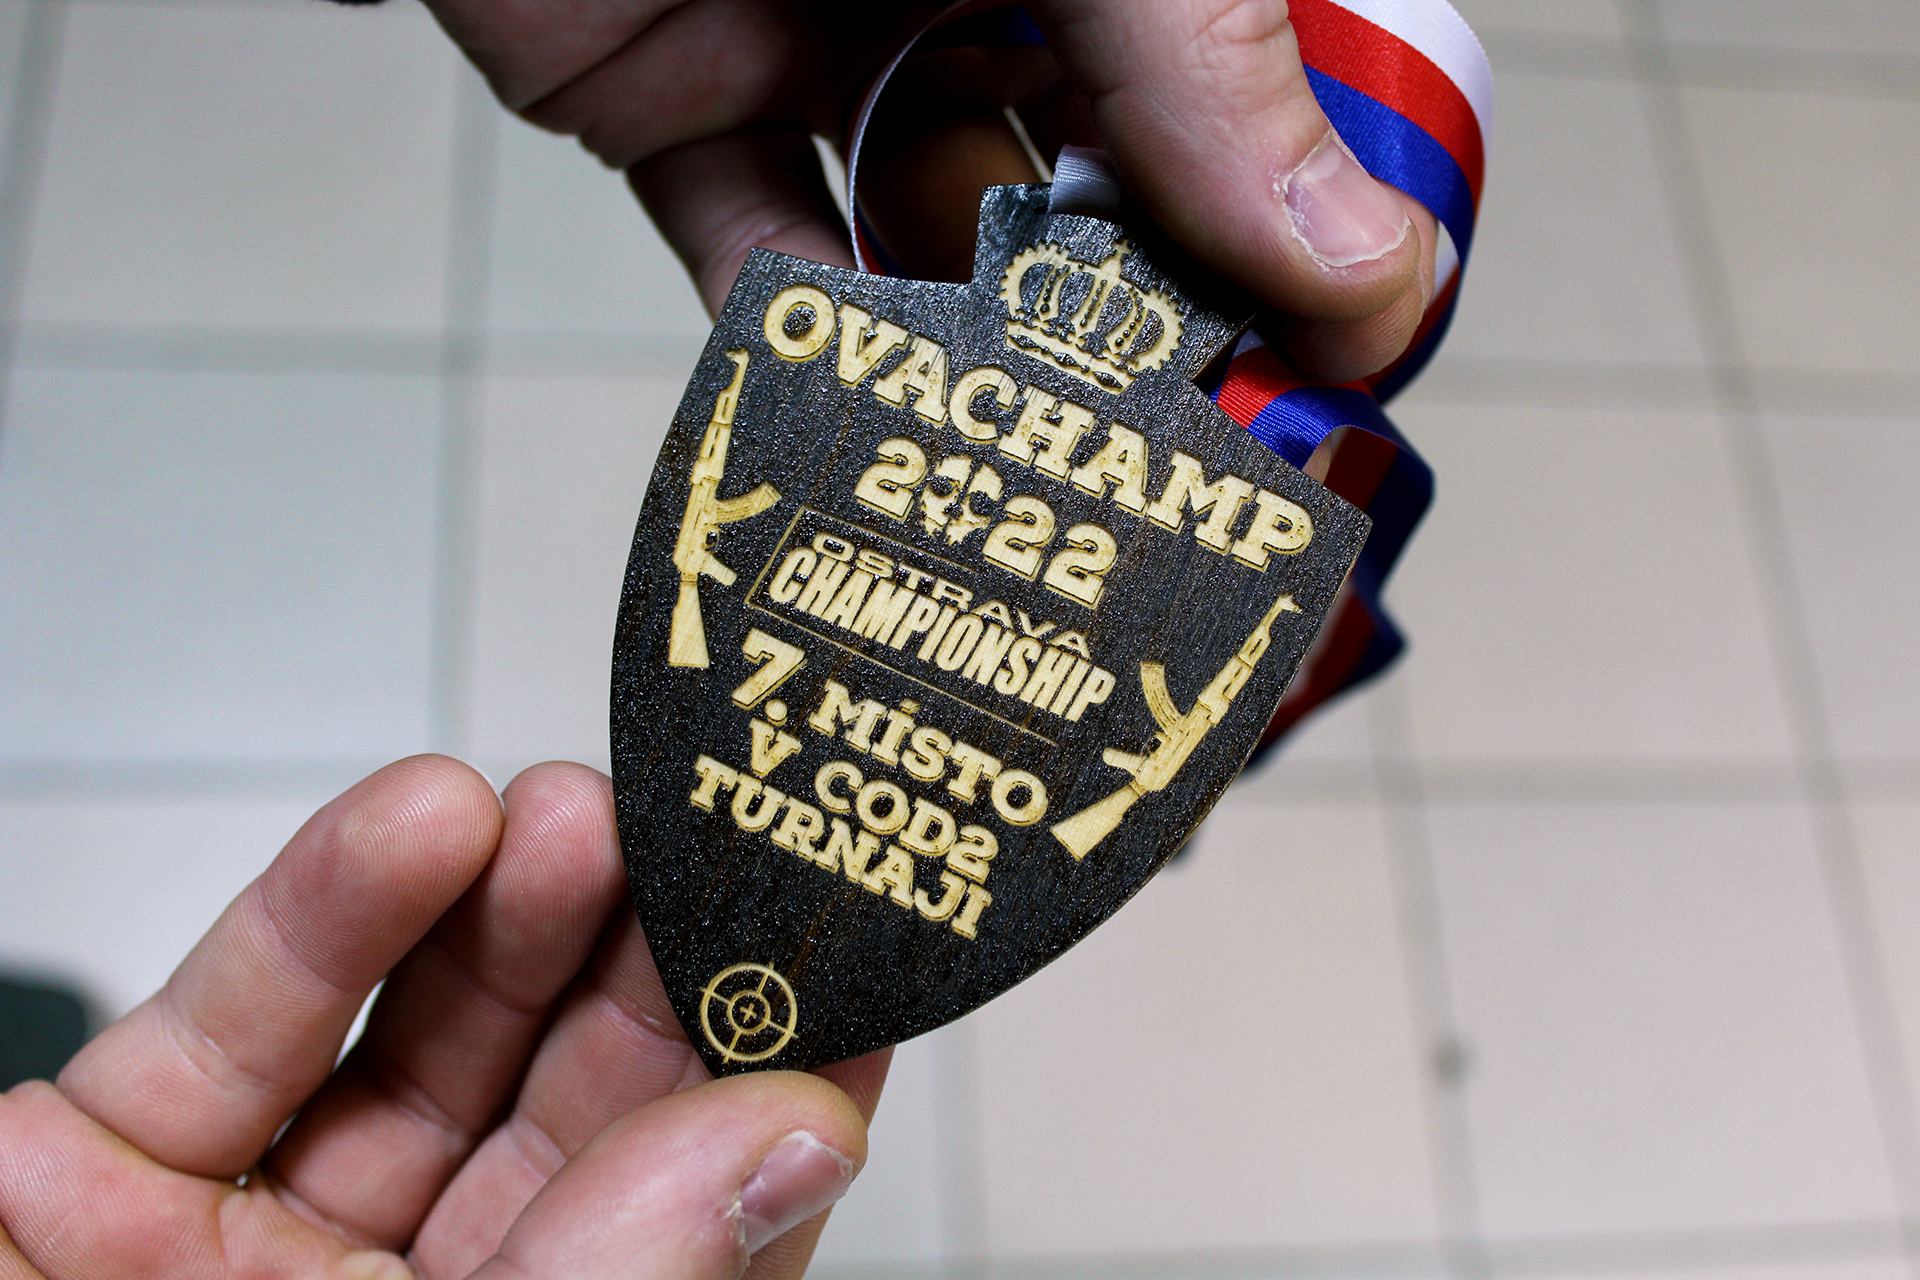 OVACHAMP
2022
OSTRAVA
CHAMPIONSHIP
7. MÍSTO
V COD2
TURNAJI